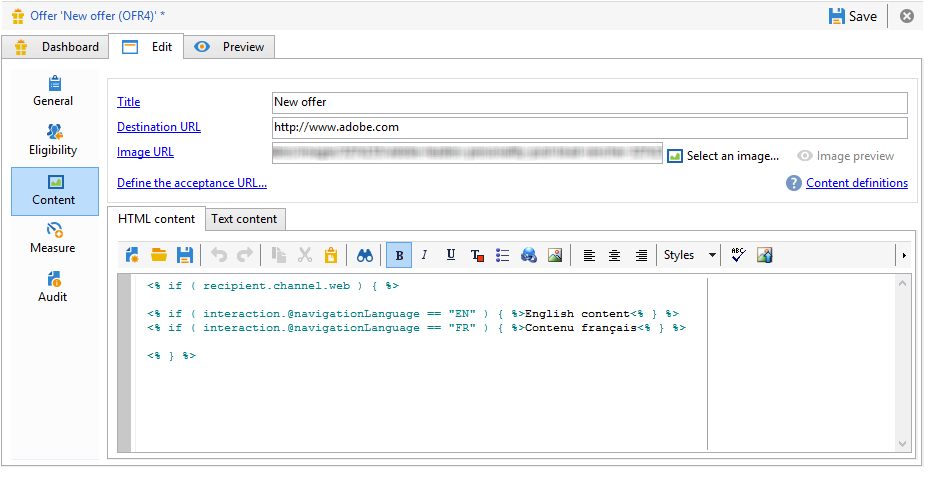 Offer 'New offer (OFR4)' *
Save
Dashboard
Edit
Preview
General
Eligibility
Content
Measure
Audit
Title
New offer
Destination URL
http://www.adobe.com
Image URL
Select an image...
Image preview
Define the acceptance URL...
Content definitions
HTML content
Text content
B I U T Styles ABC
<% if ( recipient.channel.web ) { %>
<% if ( interaction.@navigationLanguage == "EN" ) { %>English content<% } %>
<% if ( interaction.@navigationLanguage == "FR" ) { %>Contenu français<% } %>
<% } %>